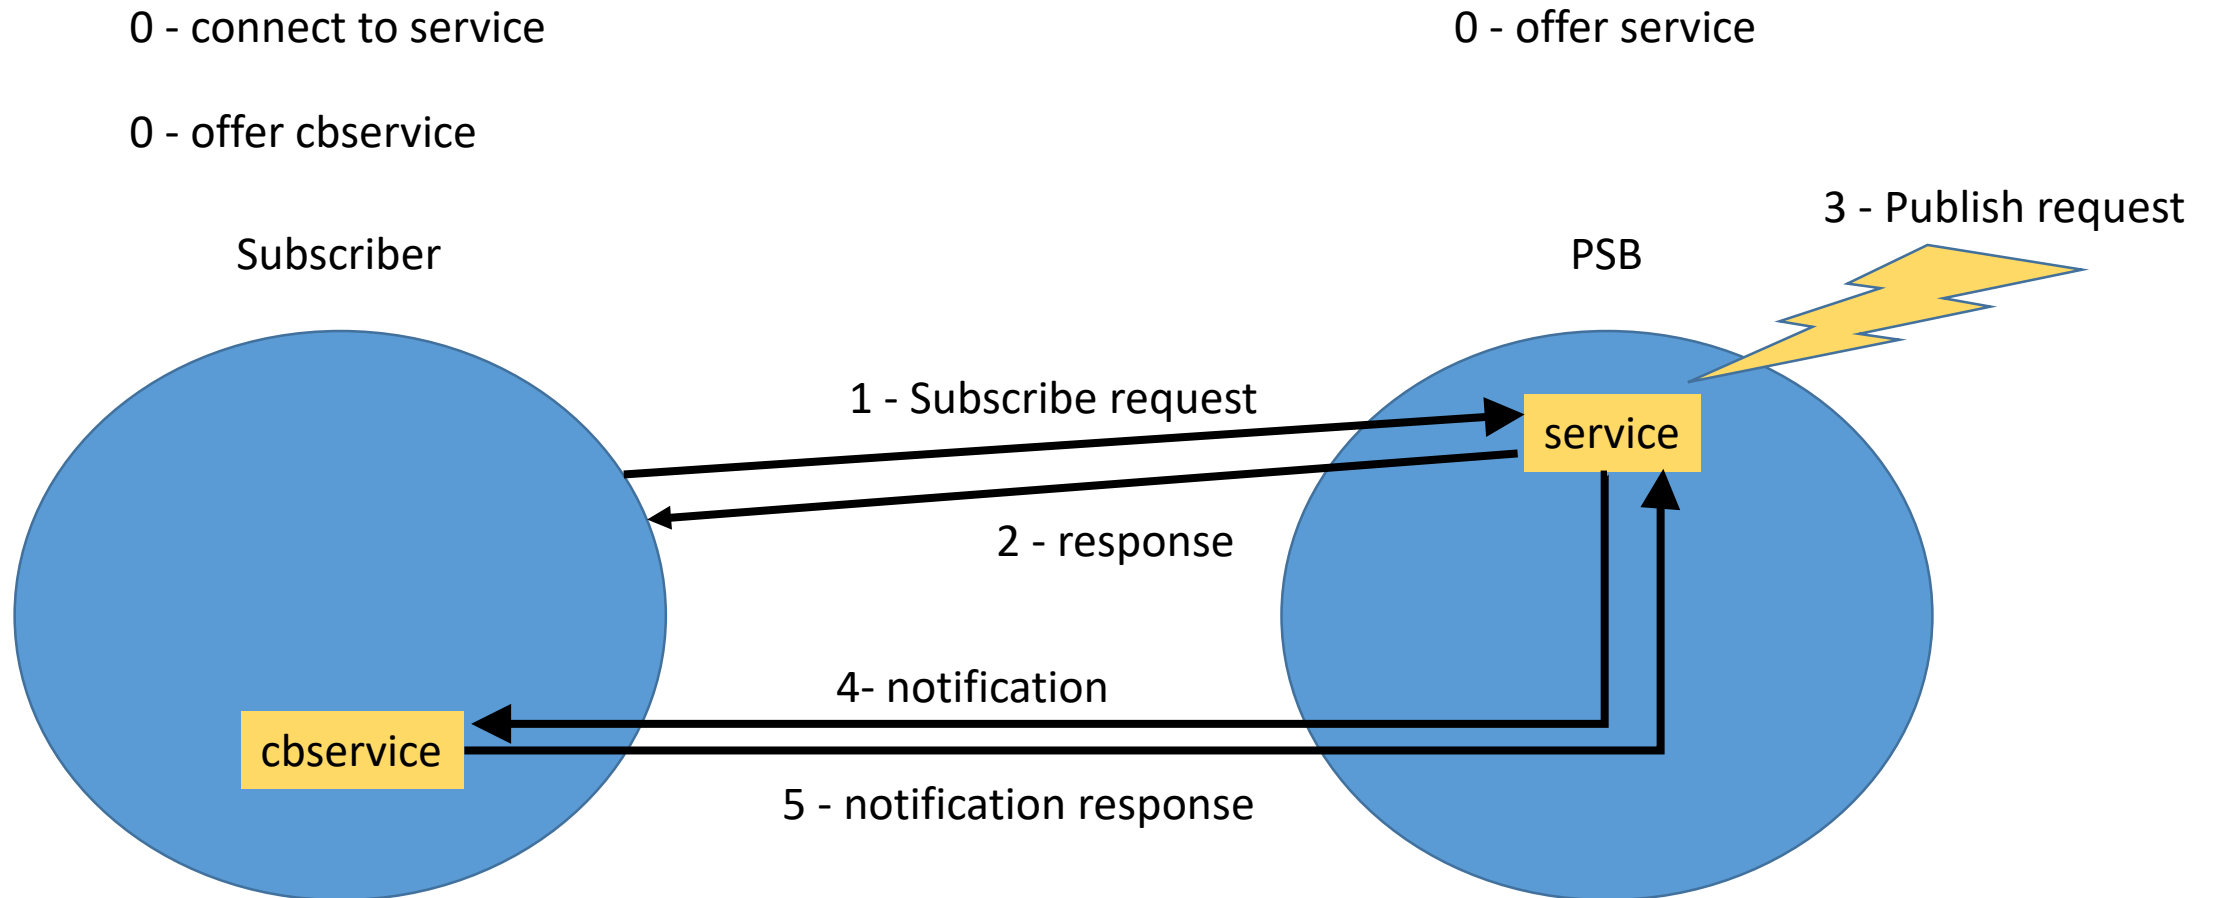 0 - connect to service
0 - offer service
0 - offer cbservice
3 - Publish request
Subscriber
PSB
1 - Subscribe request
service
2 - response
4- notification
cbservice
5 - notification response